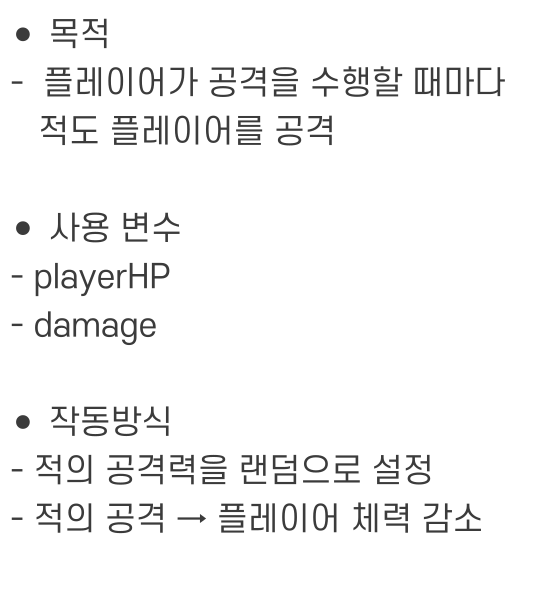 ● 목적
- 플레이어가 공격을 수행할 때마다
적도 플레이어를 공격
● 사용 변수
- playerHP
- damage
● 작동방식
- 적의 공격력을 랜덤으로 설정
- 적의 공격 → 플레이어 체력 감소